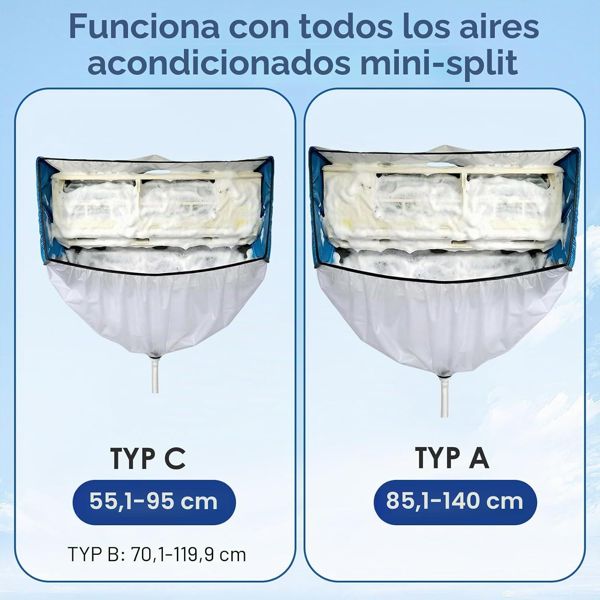 Funciona con todos los aires
acondicionados mini-split
TYP C
55,1-95 cm
TYP B: 70,1-119,9 cm
TYP A
85,1-140 cm